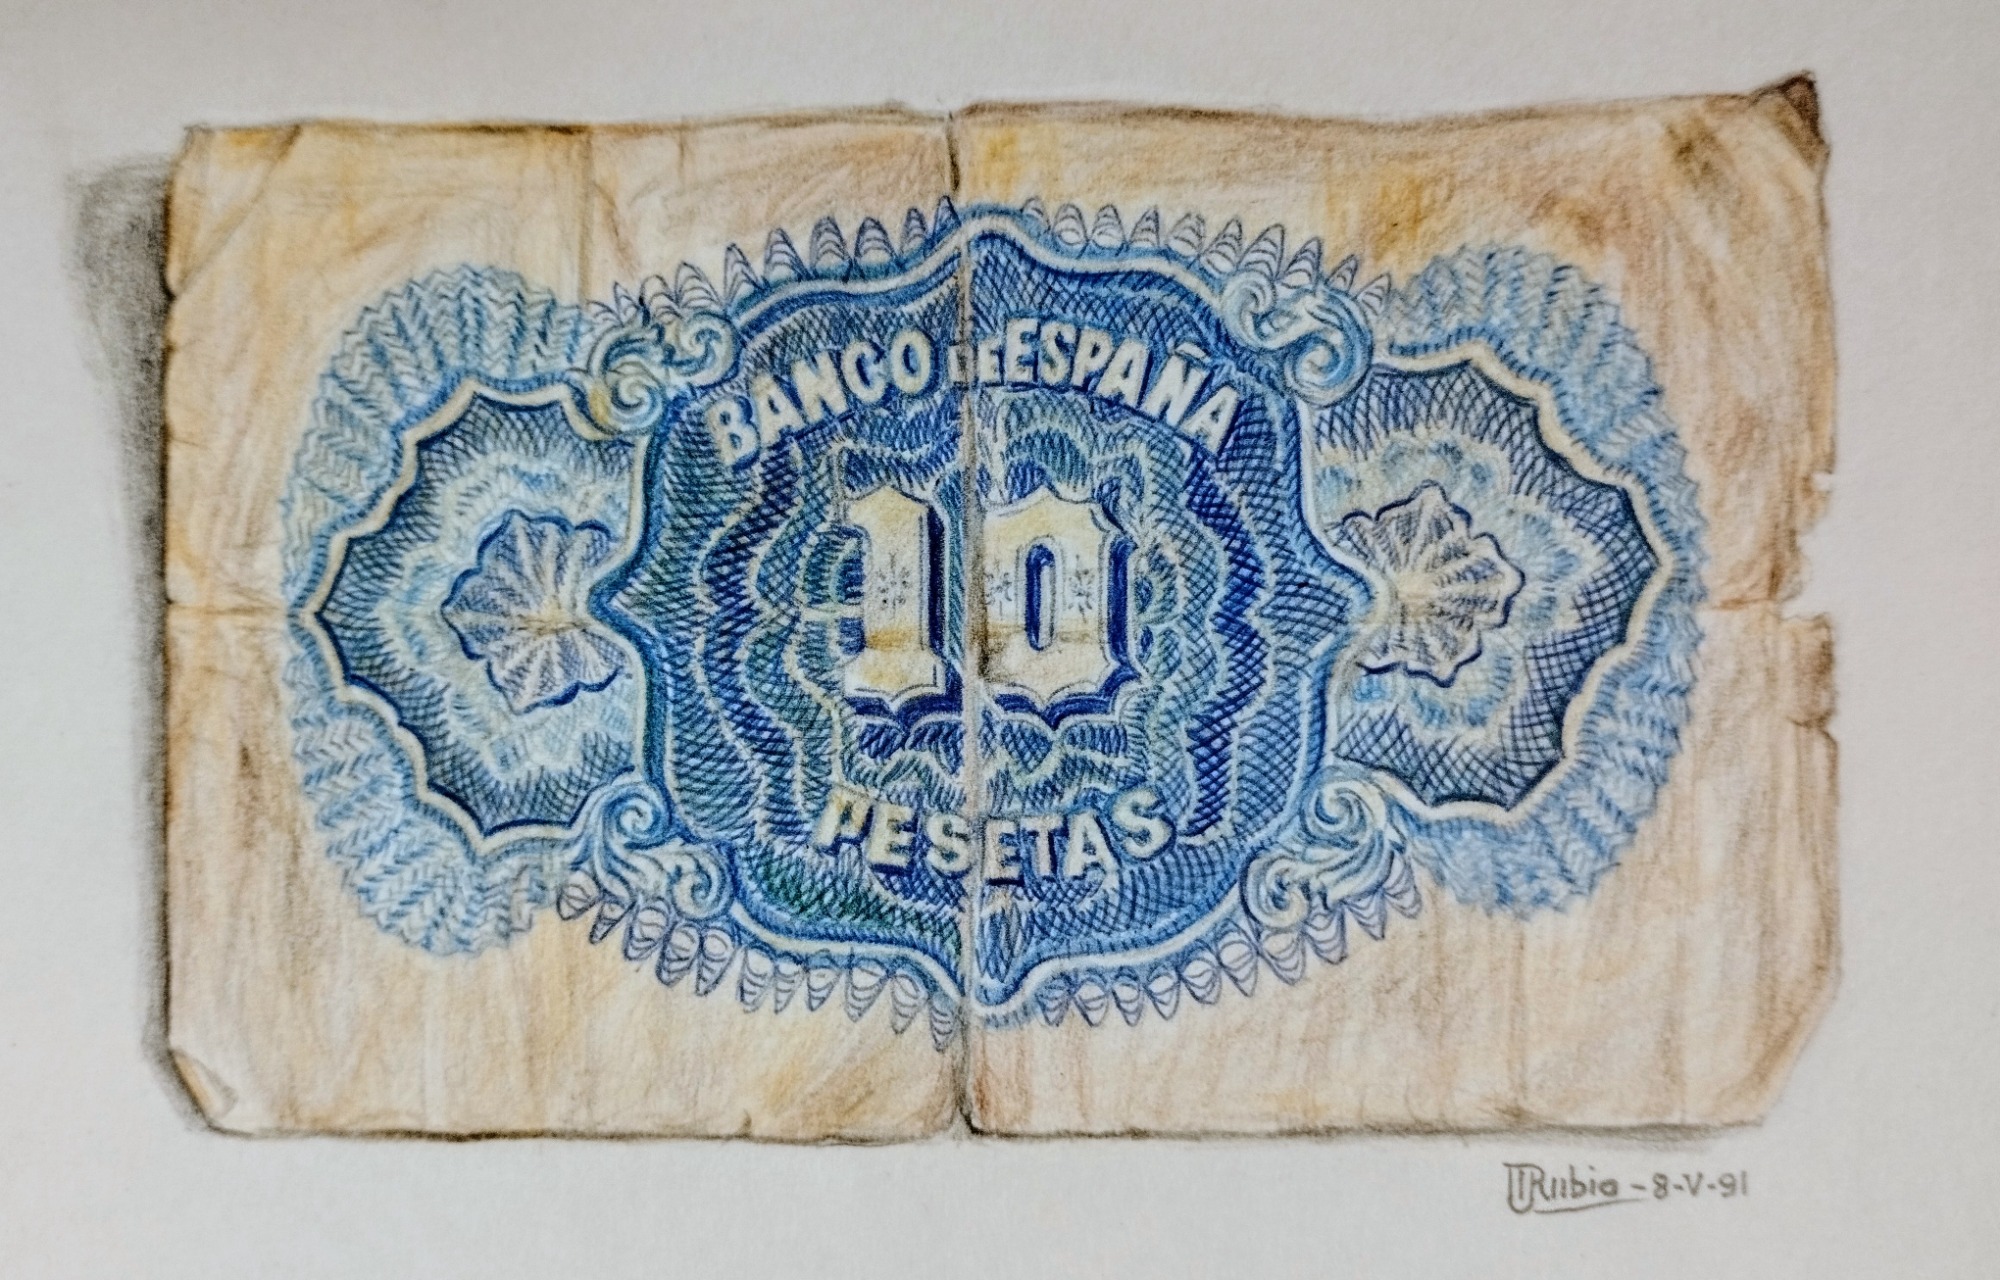 BANCO DE ESPAÑA
10
PESETAS
Rubio - 8-V-91